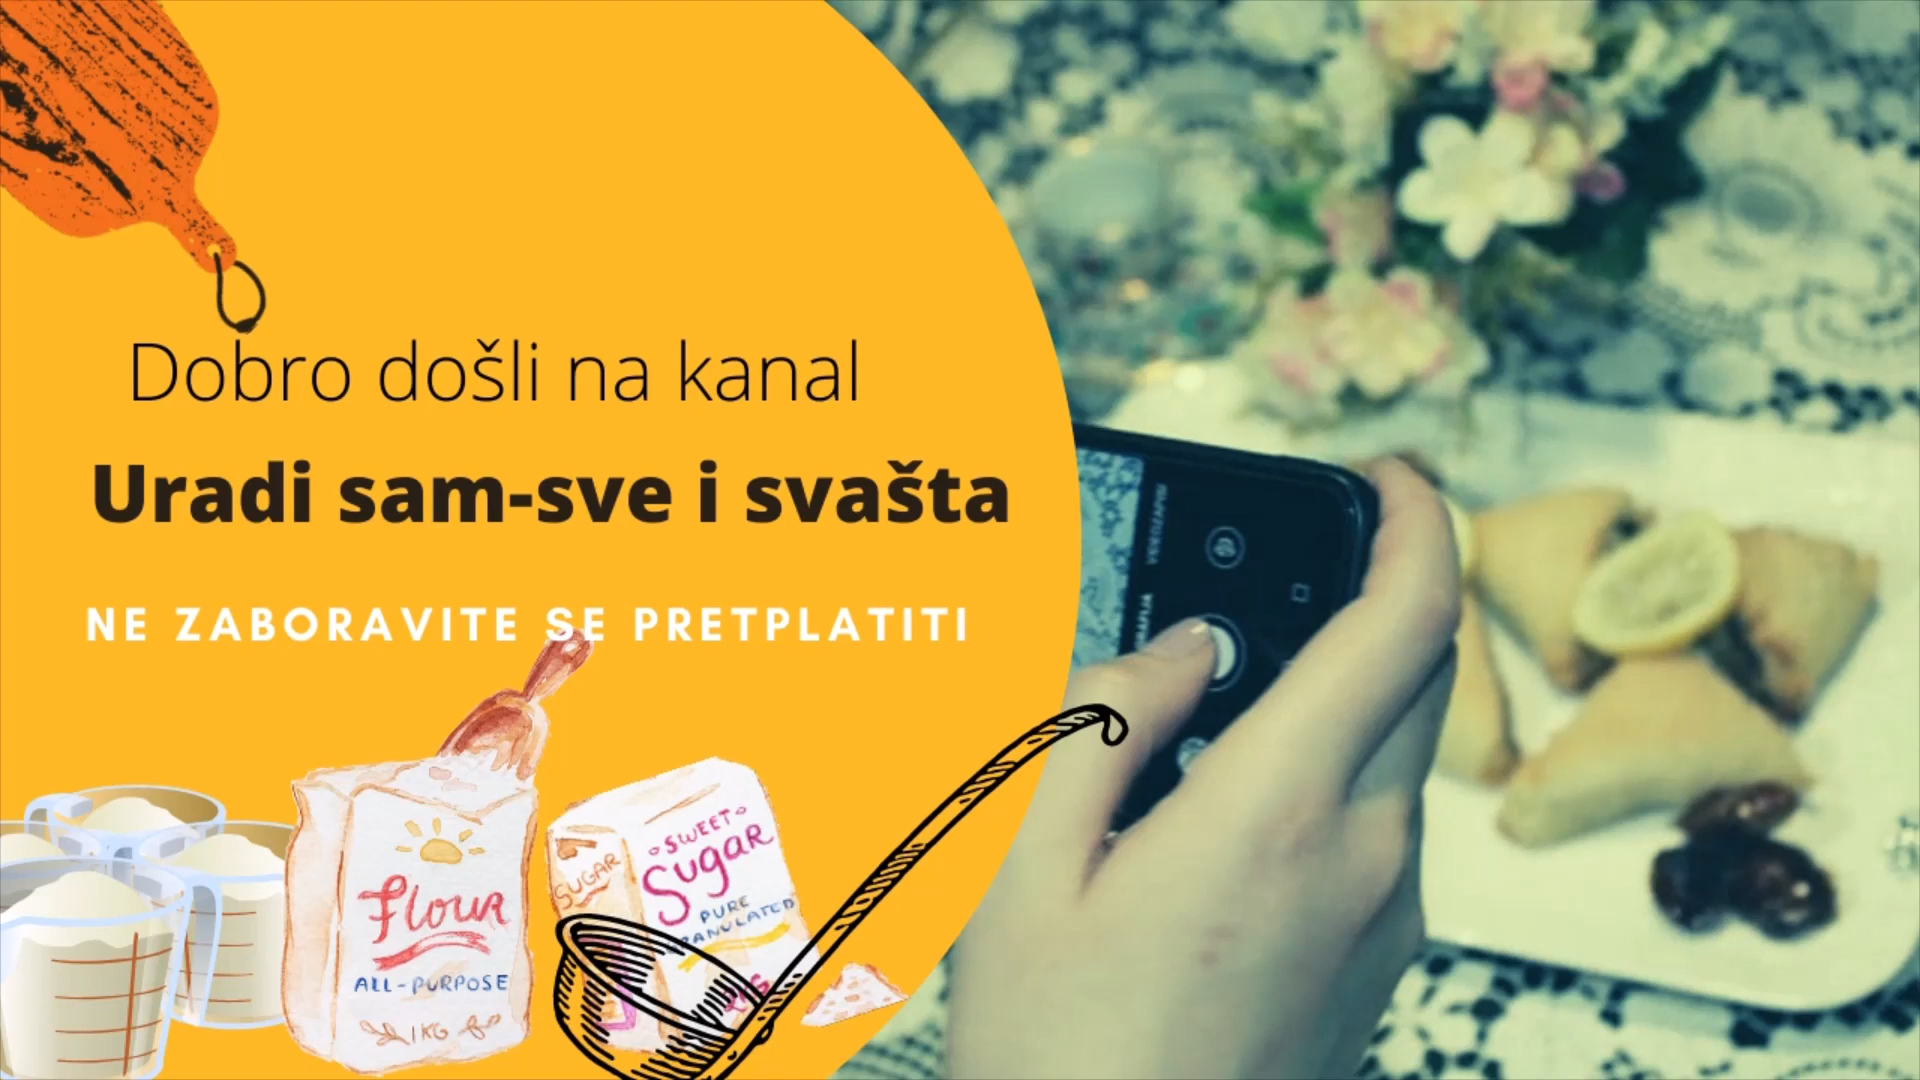 Dobro došli na kanal
Uradi sam-sve i svašta
NE ZABORAVITE SE PRETPLATITI
Flour
ALL-PURPOSE
1KG
SUGAR
SWEET
Sugar
PURE